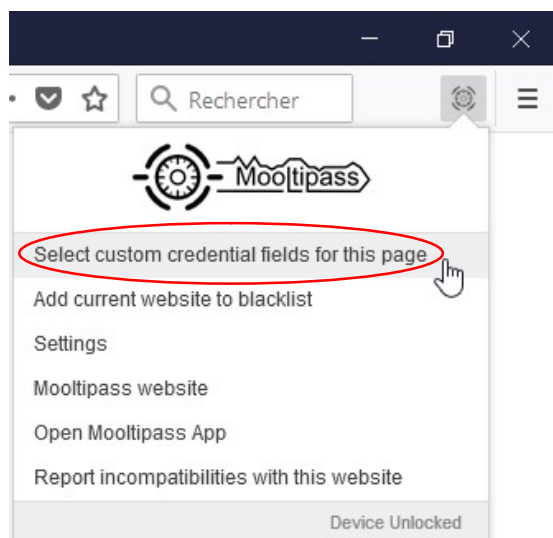 Rechercher
Mooltipass
Select custom credential fields for this page
Add current website to blacklist
Settings
Mooltipass website
Open Mooltipass App
Report incompatibilities with this website
Device Unlocked